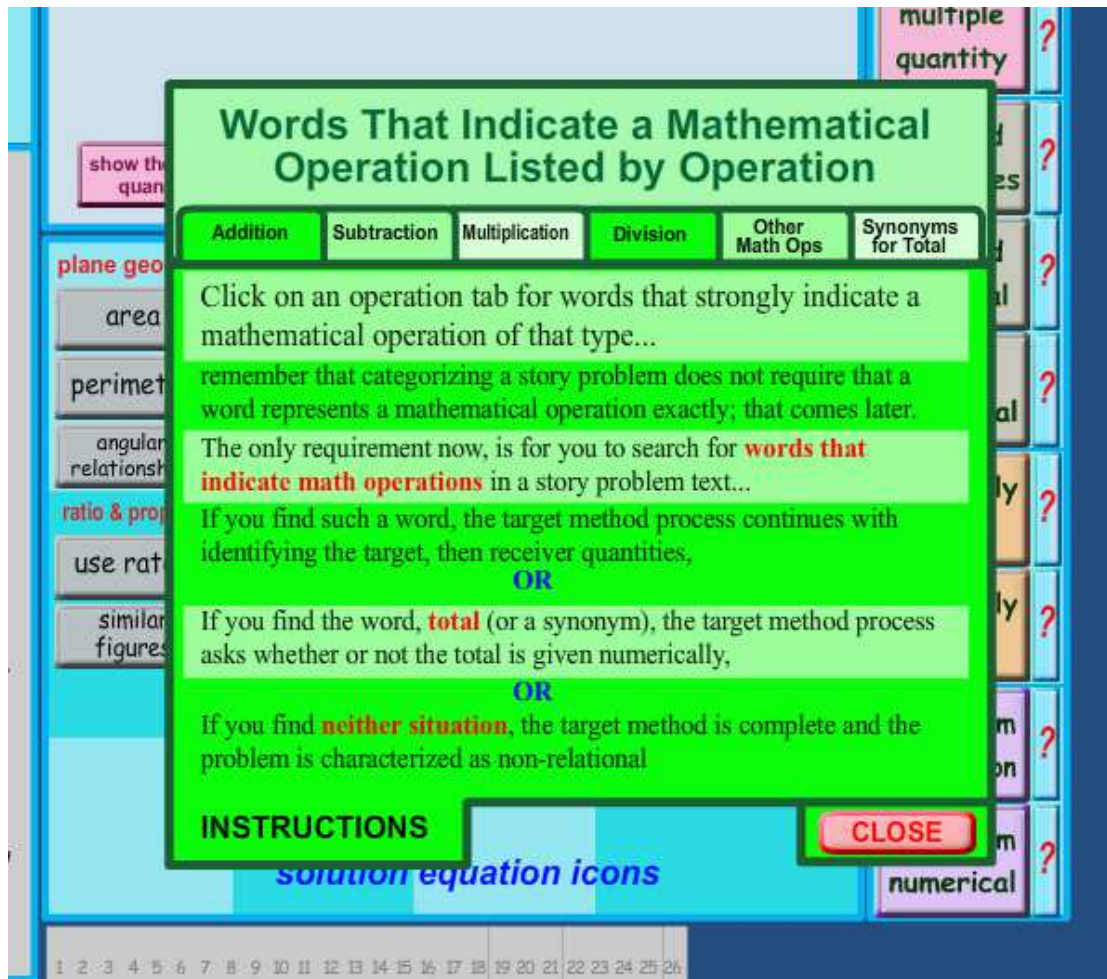 multiple
quantity
?
Words That Indicate a Mathematical
Operation Listed by Operation
show the
quan
?
es
Addition
Subtraction
Multiplication
Division
Other
Math Ops
Synonyms
for Total
plane geo
area
perimet
angular
relationsh
ratio & prop
use rat
similar
figures
Click on an operation tab for words that strongly indicate a
mathematical operation of that type...
remember that categorizing a story problem does not require that a
word represents a mathematical operation exactly; that comes later.
The only requirement now, is for you to search for words that
indicate math operations in a story problem text...
If you find such a word, the target method process continues with
identifying the target, then receiver quantities,
OR
If you find the word, total (or a synonym), the target method process
asks whether or not the total is given numerically,
OR
If you find neither situation, the target method is complete and the
problem is characterized as non-relational
INSTRUCTIONS
CLOSE
?
al
?
ly
?
ly
?
m
on
?
m
numerical
?
solution equation icons
1 2 3 4 5 6 7 8 9 10 11 12 13 14 15 16 17 18 19 20 21 22 23 24 25 26